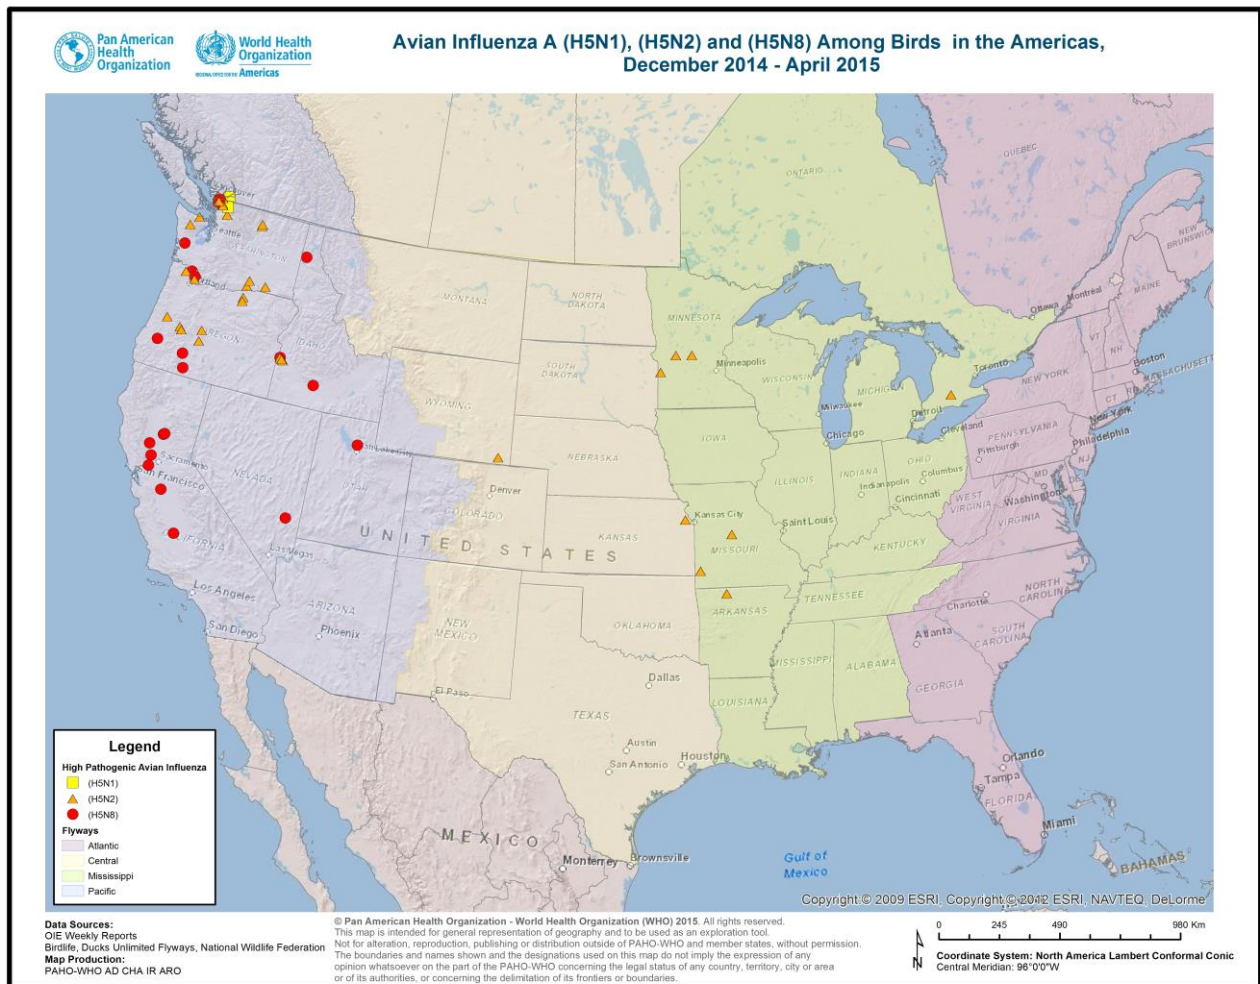 Pan American
Health
Organization
World Health
Organization
REGIONAL OFFICE FOR THE Americas
Avian Influenza A (H5N1), (H5N2) and (H5N8) Among Birds in the Americas,
December 2014 - April 2015
QUEBEC
ONTARIO
Vancouver
Seattle
WASHINGTON
NEW
BRUNSWICK
MAINE
Ottawa
Montréal
MONTANA
NORTH
DAKOTA
MINNESOTA
Portland
OREGON
IDAHO
VT
NH
Minneapolis
SOUTH
DAKOTA
WISCONSIN
MICHIGAN
Toronto
NEW YORK
Boston
MASSACHUSETT
CT
RI
WYOMING
Milwaukee
Detroit
Chicago
Cleveland
New York
PENNSYLVANIA
Philadelphia
Pittsburgh
NJ
IOWA
NEBRASKA
Salt Lake City
Sacramento
San Francisco
NEVADA
UTAH
Denver
COLORADO
ILLINOIS
INDIANA
OHIO
Indianapolis
Columbus
Cincinnati
MD
DE
Washington
WEST
VIRGINIA
VIRGINIA
Kansas City
Saint Louis
MISSOURI
KANSAS
KENTUCKY
UNITED STATES
CALIFORNIA
Las Vegas
Los Angeles
ARIZONA
San Diego
Phoenix
NEW
MEXICO
OKLAHOMA
ARKANSAS
TENNESSEE
NORTH
CAROLINA
Charlotte
SOUTH
CAROLINA
Atlanta
MISSISSIPPI
ALABAMA
GEORGIA
El Paso
Dallas
LOUISIANA
TEXAS
Austin
Houston
San Antonio
Orlando
Tampa
FLORIDA
Miami
MEXICO
Monterrey
Brownsville
Gulf of
Mexico
BAHAMAS
Copyright:© 2009 ESRI, Copyright:© 2012 ESRI, NAVTEQ, DeLorme
Legend
High Pathogenic Avian Influenza
(H5N1)
(H5N2)
(H5N8)
Flyways
Atlantic
Central
Mississippi
Pacific
Data Sources:
OIE Weekly Reports
Birdlife, Ducks Unlimited Flyways, National Wildlife Federation
Map Production:
PAHO-WHO AD CHA IR ARO
© Pan American Health Organization - World Health Organization (WHO) 2015. All rights reserved.
This map is intended for general representation of geography and to be used as an exploration tool.
Not for alteration, reproduction, publishing or distribution outside of PAHO-WHO and member states, without permission.
The boundaries and names shown and the designations used on this map do not imply the expression of any
opinion whatsoever on the part of the PAHO-WHO concerning the legal status of any country, territory, city or area
or of its authorities, or concerning the delimitation of its frontiers or boundaries.
N
0 245 490 980 Km
Coordinate System: North America Lambert Conformal Conic
Central Meridian: 96°0'0"W